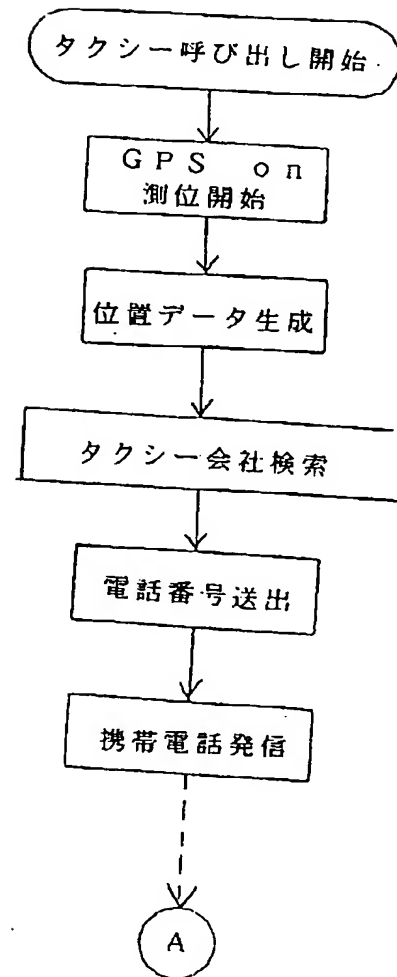 タクシー呼び出し開始
GPS on
測位開始
位置データ生成
タクシー会社検索
電話番号送出
携帯電話発信
A